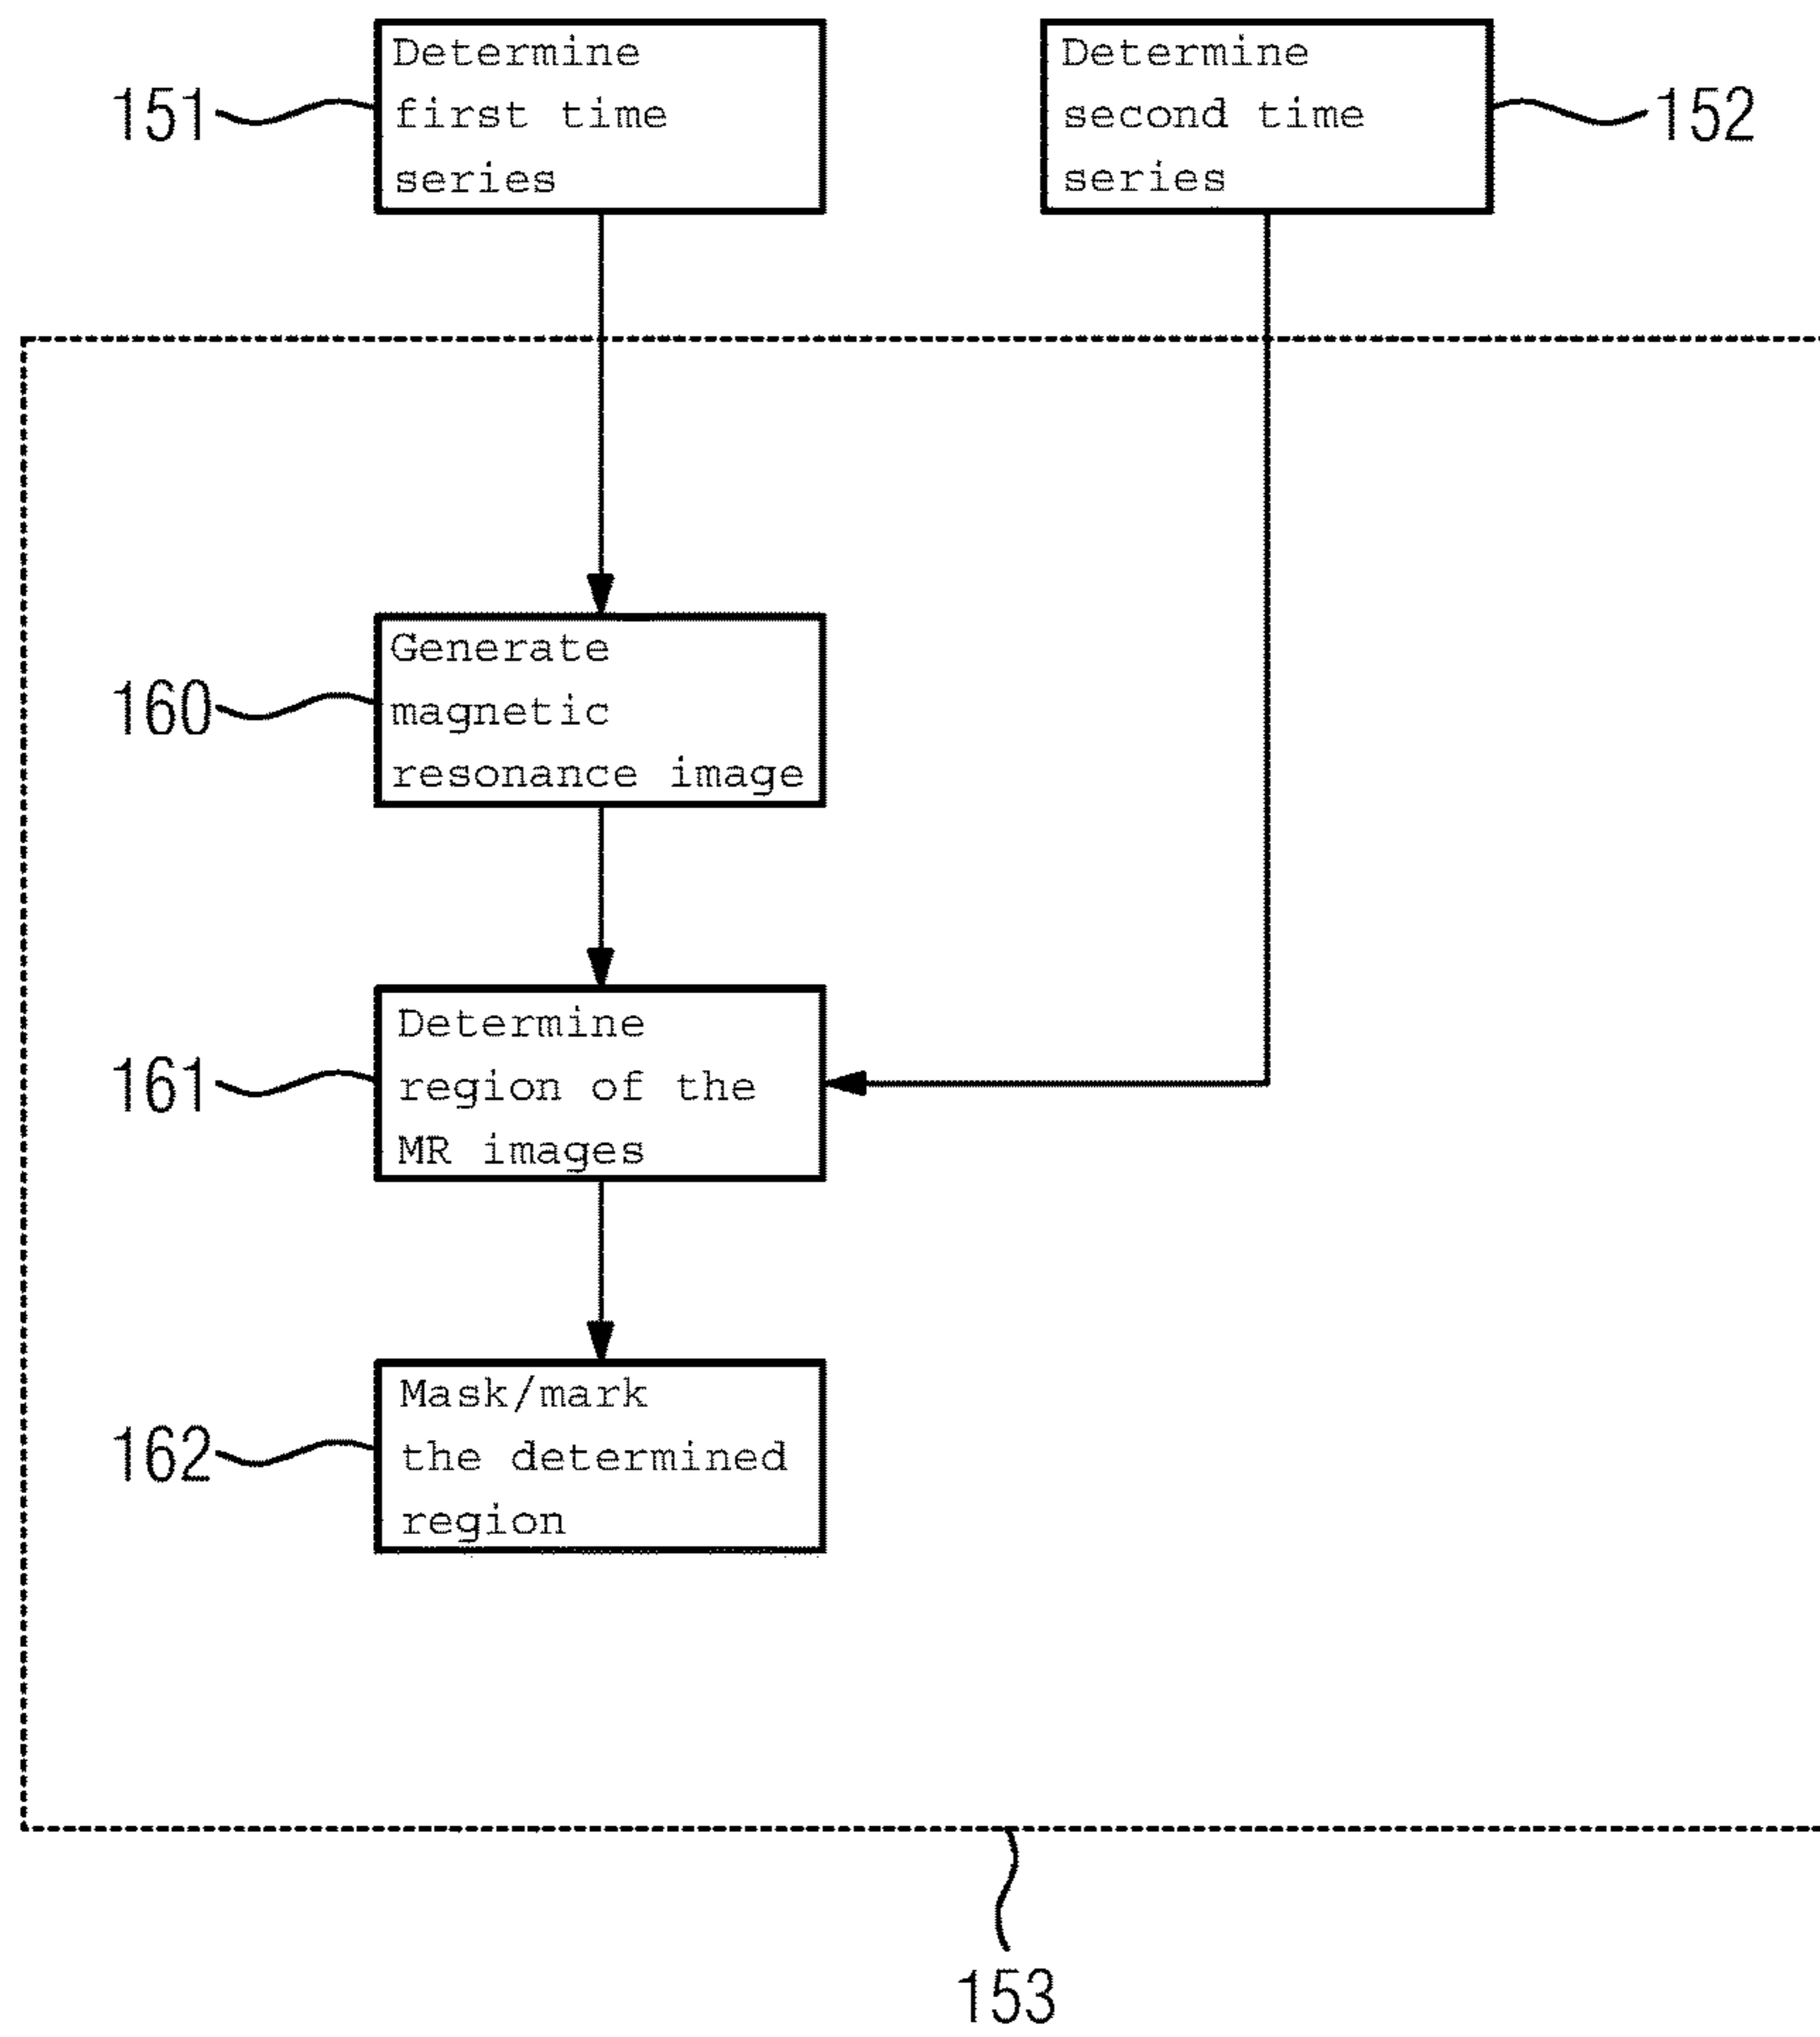 151
Determine
first time
series
Determine
second time
series
152
160
Generate
magnetic
resonance image
161
Determine
region of the
MR images
162
Mask/mark
the determined
region
153